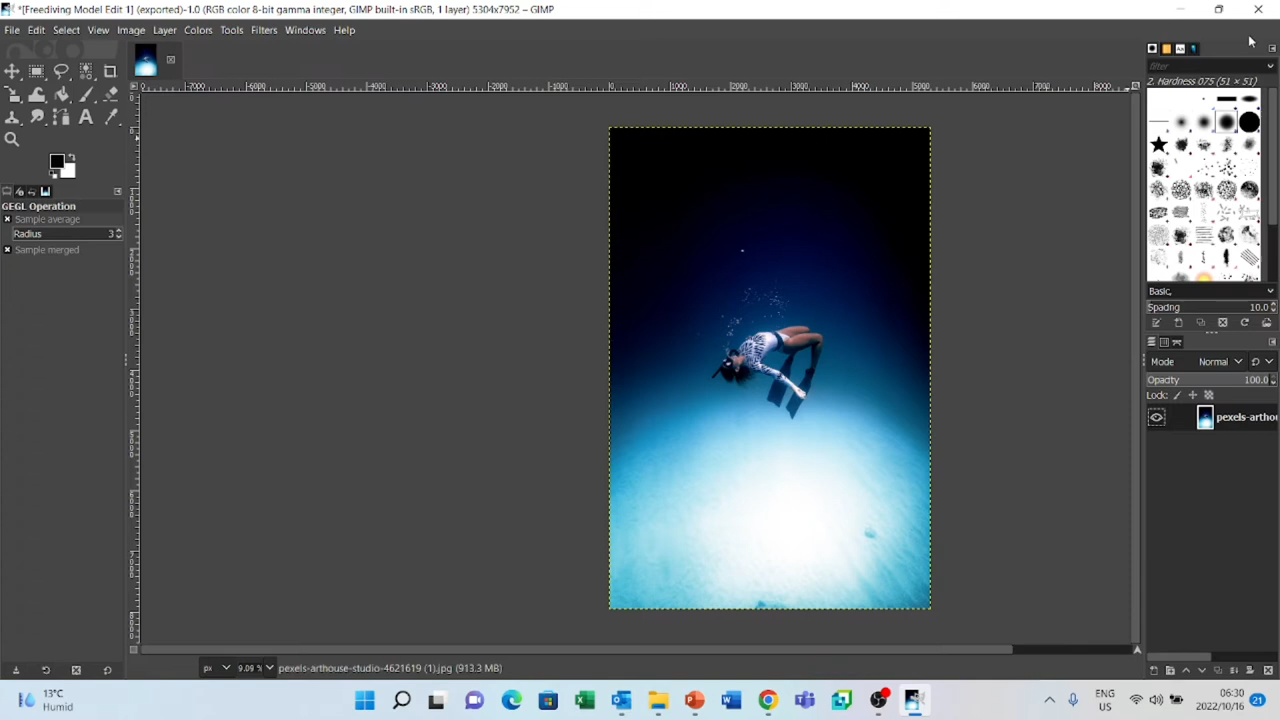 *[Freediving Model Edit 1] (exported)-1.0 (RGB color 8-bit gamma integer, GIMP built-in sRGB, 1 layer) 5304x7952 – GIMP
File Edit Select View Image Layer Colors Tools Filters Windows Help
filter
2. Hardness 075 (51 × 51)
GEGL Operation
Sample average
Radius 3
Sample merged
Basic,
Spacing 10.0
Mode Normal
Opacity 100.0
Lock:
pexels-arthou
px 9.09 % pexels-arthouse-studio-4621619 (1).jpg (913.3 MB)
13°C
Humid
ENG
US
06:30
2022/10/16
21